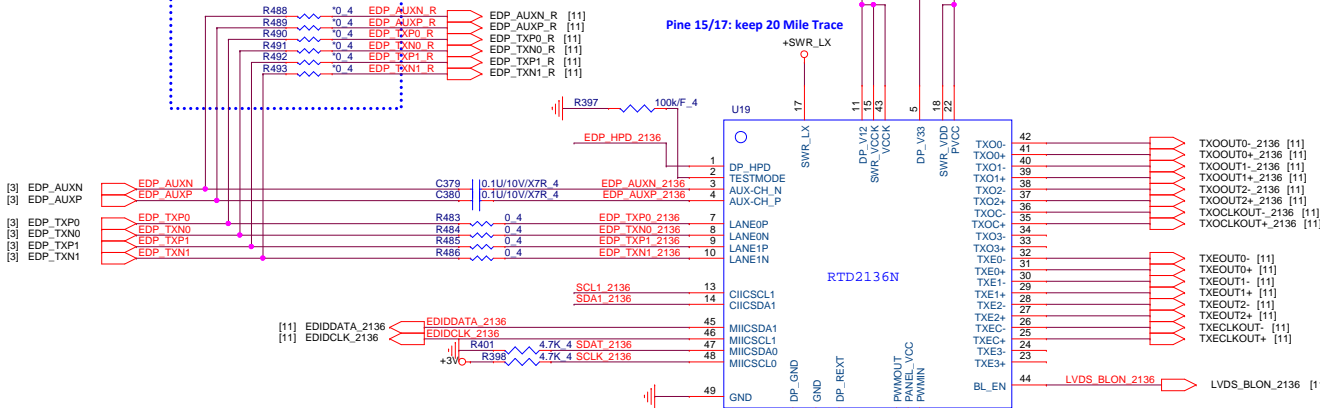 R488 *0_4 EDP_AUXN_R EDP_AUXN_R [11]
R489 *0_4 EDP_AUXP_R EDP_AUXP_R [11]
R490 *0_4 EDP_TXP0_R EDP_TXP0_R [11]
R491 *0_4 EDP_TXN0_R EDP_TXN0_R [11]
R492 *0_4 EDP_TXP1_R EDP_TXP1_R [11]
R493 *0_4 EDP_TXN1_R EDP_TXN1_R [11]
Pine 15/17: keep 20 Mile Trace
+SWR_LX
R397 100k/F_4
U19
17 11 15 43 5 18 22
SWR_LX DP_V12 SWR_VCCK VCCK DP_V33 SWR_VDD PVCC
EDP_HPD_2136 1 DP_HPD
2 TESTMODE
[3] EDP_AUXN EDP_AUXN C379 0.1U/10V/X7R_4 EDP_AUXN_2136 3 AUX-CH_N
[3] EDP_AUXP EDP_AUXP C380 0.1U/10V/X7R_4 EDP_AUXP_2136 4 AUX-CH_P
[3] EDP_TXP0 EDP_TXP0 R483 0_4 EDP_TXP0_2136 7 LANE0P
[3] EDP_TXN0 EDP_TXN0 R484 0_4 EDP_TXN0_2136 8 LANE0N
[3] EDP_TXP1 EDP_TXP1 R485 0_4 EDP_TXP1_2136 9 LANE1P
[3] EDP_TXN1 EDP_TXN1 R486 0_4 EDP_TXN1_2136 10 LANE1N
SCL1_2136 13 CIICSCL1
SDA1_2136 14 CIICSDA1
[11] EDIDDATA_2136 EDIDDATA_2136 45 MIICSDA1
[11] EDIDCLK_2136 EDIDCLK_2136 46 MIICSCL1
R401 4.7K_4 SDAT_2136 47 MIICSDA0
+3V R398 4.7K_4 SCLK_2136 48 MIICSCL0
49 GND
RTD2136N
DP_GND GND DP_REXT PWMOUT PANEL_VCC PWMIN
TXO0- 42 TXOOUT0-_2136 [11]
TXO0+ 41 TXOOUT0+_2136 [11]
TXO1- 40 TXOOUT1-_2136 [11]
TXO1+ 39 TXOOUT1+_2136 [11]
TXO2- 38 TXOOUT2-_2136 [11]
TXO2+ 37 TXOOUT2+_2136 [11]
TXOC- 36 TXOCLKOUT-_2136 [11]
TXOC+ 35 TXOCLKOUT+_2136 [11]
TXO3- 34
TXO3+ 33
TXE0- 32 TXEOUT0- [11]
TXE0+ 31 TXEOUT0+ [11]
TXE1- 30 TXEOUT1- [11]
TXE1+ 29 TXEOUT1+ [11]
TXE2- 28 TXEOUT2- [11]
TXE2+ 27 TXEOUT2+ [11]
TXEC- 26 TXECLKOUT- [11]
TXEC+ 25 TXECLKOUT+ [11]
TXE3- 24
TXE3+ 23
BL_EN 44 LVDS_BLON_2136 LVDS_BLON_2136